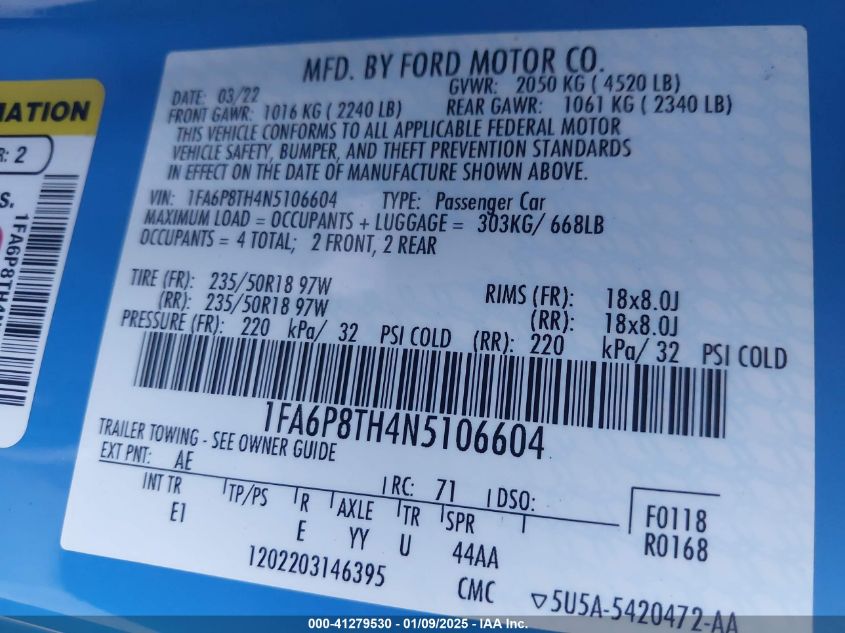 MATION
R: 2
S.
1FA6P8TH4N
MFD. BY FORD MOTOR CO.
DATE: 03/22 GVWR: 2050 KG ( 4520 LB)
FRONT GAWR: 1016 KG ( 2240 LB) REAR GAWR: 1061 KG ( 2340 LB)
THIS VEHICLE CONFORMS TO ALL APPLICABLE FEDERAL MOTOR
VEHICLE SAFETY, BUMPER, AND THEFT PREVENTION STANDARDS
IN EFFECT ON THE DATE OF MANUFACTURE SHOWN ABOVE.
VIN: 1FA6P8TH4N5106604 TYPE: Passenger Car
MAXIMUM LOAD = OCCUPANTS + LUGGAGE = 303KG/ 668LB
OCCUPANTS = 4 TOTAL; 2 FRONT, 2 REAR
TIRE (FR): 235/50R18 97W RIMS (FR): 18x8.0J
(RR): 235/50R18 97W (RR): 18x8.0J
PRESSURE (FR): 220 kPa/ 32 PSI COLD (RR): 220 kPa/ 32 PSI COLD
1FA6P8TH4N5106604
TRAILER TOWING - SEE OWNER GUIDE
EXT PNT: AE RC: 71 DSO:
INT TR TP/PS R AXLE TR SPR F0118
E1 E YY U 44AA R0168
1202203146395 CMC ▽5U5A-5420472-AA
000-41279530 - 01/09/2025 - IAA Inc.